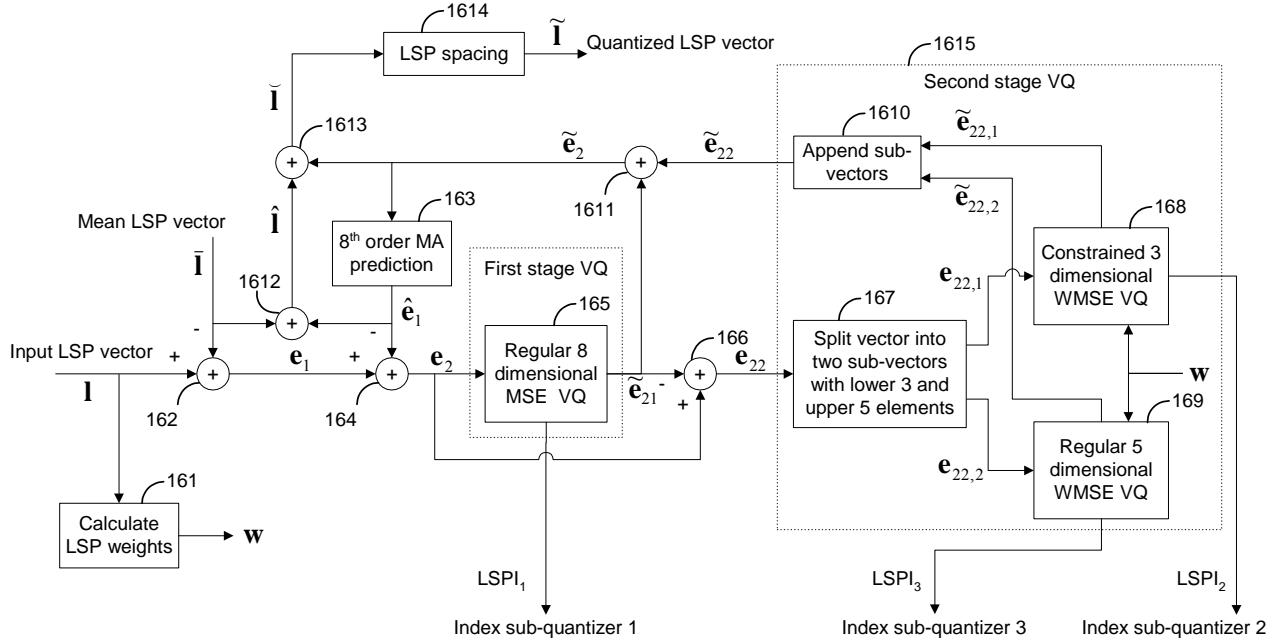 1614
LSP spacing
l̃
Quantized LSP vector
1615
Second stage VQ
l̆
1613
ẽ₂
ẽ₂₂
1610
Append sub-
vectors
ẽ₂₂,₁
ẽ₂₂,₂
1611
l̂
163
8th order MA
prediction
Mean LSP vector
l̄
1612
ê₁
First stage VQ
165
Regular 8
dimensional
MSE VQ
168
Constrained 3
dimensional
WMSE VQ
e₂₂,₁
167
Split vector into
two sub-vectors
with lower 3 and
upper 5 elements
-
-
Input LSP vector
l
+
162
e₁
+
164
e₂
ẽ₂₁
-
+
166
e₂₂
w
169
Regular 5
dimensional
WMSE VQ
e₂₂,₂
161
Calculate
LSP weights
w
LSPI₁
LSPI₃
LSPI₂
Index sub-quantizer 1
Index sub-quantizer 3
Index sub-quantizer 2